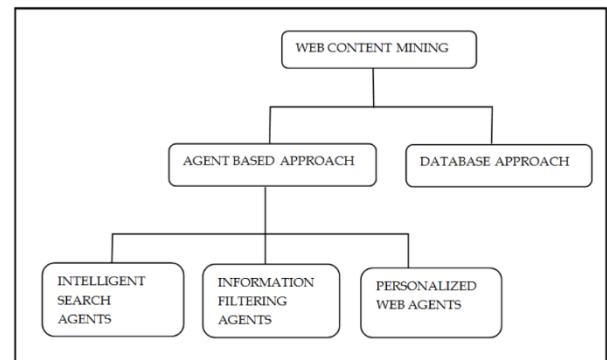 WEB CONTENT MINING
AGENT BASED APPROACH
DATABASE APPROACH
INTELLIGENT
SEARCH
AGENTS
INFORMATION
FILTERING
AGENTS
PERSONALIZED
WEB AGENTS